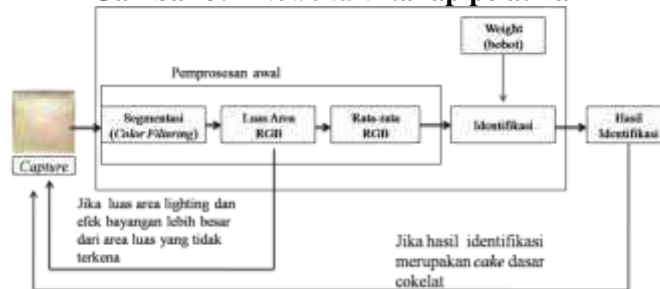 Weight
(bobot)
Pemprosesan awal
Segmentasi
(Color Filtering)
Luas Area
RGB
Rata-rata
RGB
Identifikasi
Hasil
Identifikasi
Capture
Jika luas area lighting dan
efek bayangan lebih besar
dari area luas yang tidak
terkena
Jika hasil identifikasi
merupakan cake dasar
cokelat